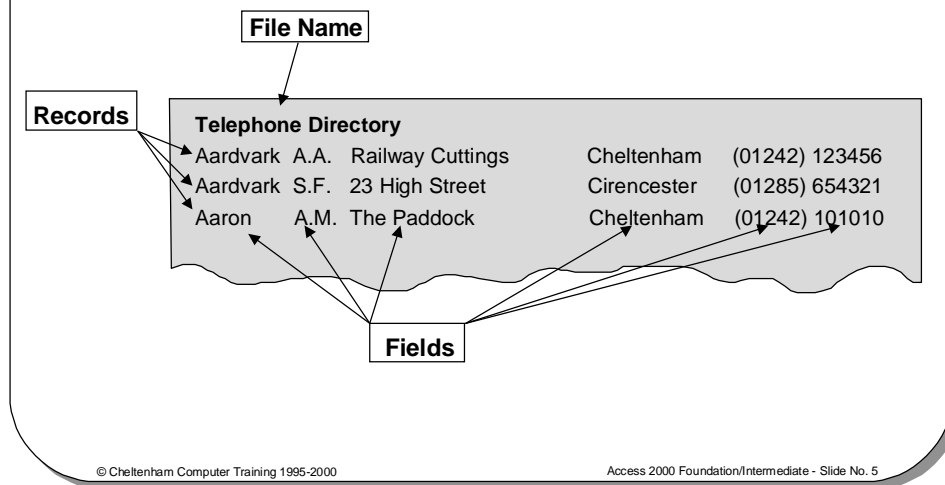 File Name
Records
Telephone Directory
Aardvark A.A. Railway Cuttings Cheltenham (01242) 123456
Aardvark S.F. 23 High Street Cirencester (01285) 654321
Aaron A.M. The Paddock Cheltenham (01242) 101010
Fields
© Cheltenham Computer Training 1995-2000 Access 2000 Foundation/Intermediate - Slide No. 5